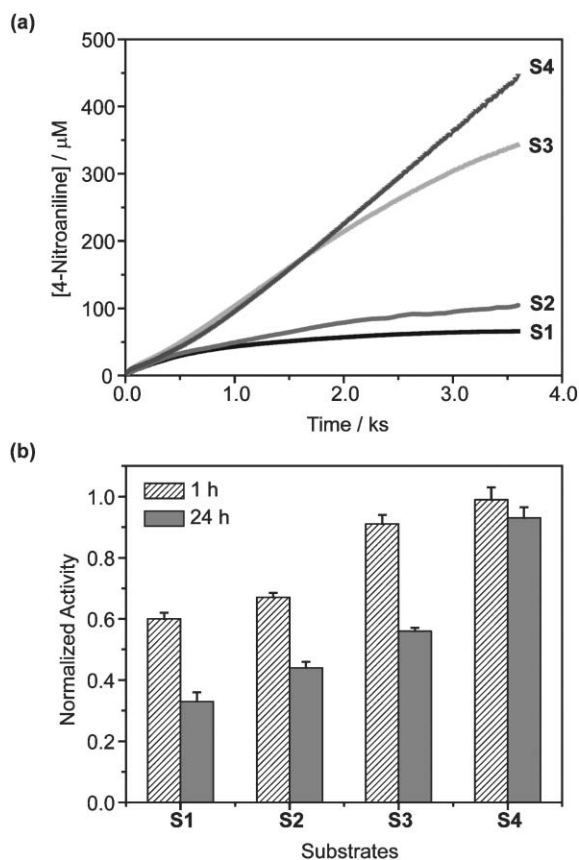 (a)
500
400
300
200
100
0
[4-Nitroaniline] / μM
S4
S3
S2
S1
0.0 1.0 2.0 3.0 4.0
Time / ks
(b)
1 h
24 h
1.0
0.8
0.6
0.4
0.2
0.0
Normalized Activity
S1 S2 S3 S4
Substrates